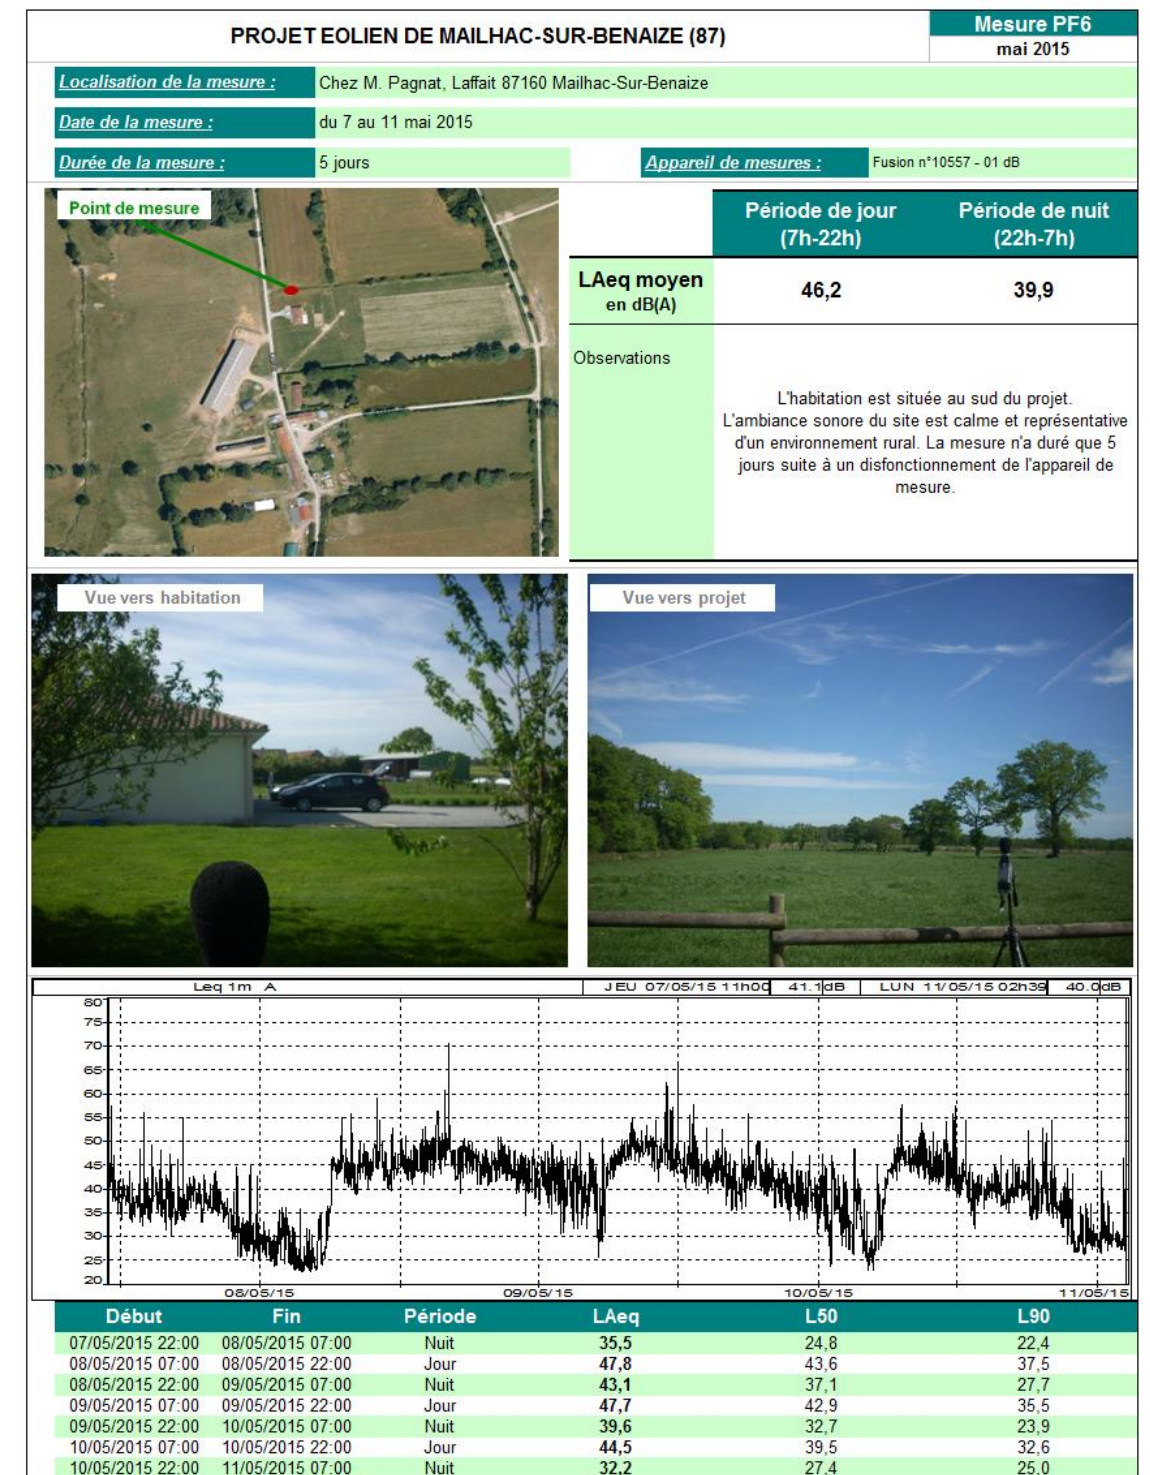 PROJET EOLIEN DE MAILHAC-SUR-BENAIZE (87)
Mesure PF6
mai 2015
Localisation de la mesure :
Chez M. Pagnat, Laffait 87160 Mailhac-Sur-Benaize
Date de la mesure :
du 7 au 11 mai 2015
Durée de la mesure :
5 jours
Appareil de mesures :
Fusion n°10557 - 01 dB
Point de mesure
Période de jour
(7h-22h)
Période de nuit
(22h-7h)
LAeq moyen
en dB(A)
46,2
39,9
Observations
L'habitation est située au sud du projet.
L'ambiance sonore du site est calme et représentative
d'un environnement rural. La mesure n'a duré que 5
jours suite à un disfonctionnement de l'appareil de
mesure.
Vue vers habitation
Vue vers projet
Leq 1m A
JEU 07/05/15 11h00
41.1dB
LUN 11/05/15 02h39
40.0dB
80
75
70
65
60
55
50
45
40
35
30
25
20
08/05/15
09/05/15
10/05/15
11/05/15
Début Fin Période LAeq L50 L90
07/05/2015 22:00 08/05/2015 07:00 Nuit 35,5 24,8 22,4
08/05/2015 07:00 08/05/2015 22:00 Jour 47,8 43,6 37,5
08/05/2015 22:00 09/05/2015 07:00 Nuit 43,1 37,1 27,7
09/05/2015 07:00 09/05/2015 22:00 Jour 47,7 42,9 35,5
09/05/2015 22:00 10/05/2015 07:00 Nuit 39,6 32,7 23,9
10/05/2015 07:00 10/05/2015 22:00 Jour 44,5 39,5 32,6
10/05/2015 22:00 11/05/2015 07:00 Nuit 32,2 27,4 25,0